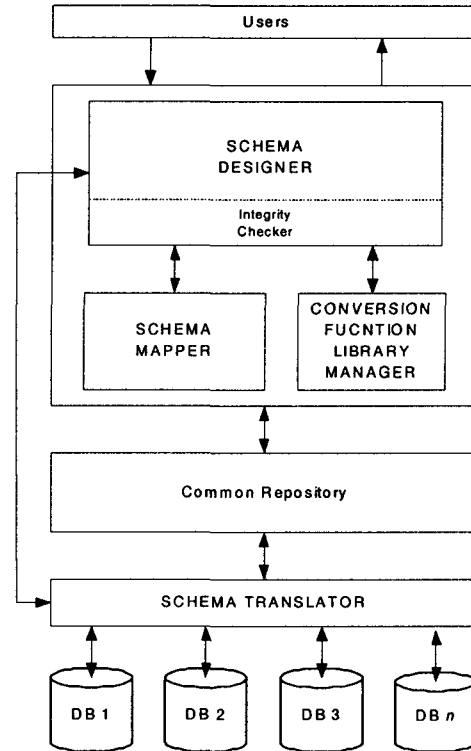 Users
SCHEMA
DESIGNER
Integrity
Checker
SCHEMA
MAPPER
CONVERSION
FUCNTION
LIBRARY
MANAGER
Common Repository
SCHEMA TRANSLATOR
DB 1
DB 2
DB 3
DB n